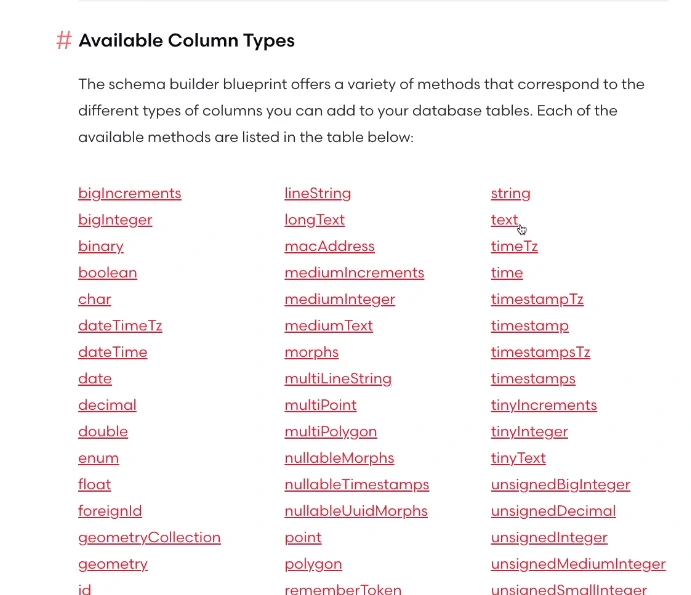 # Available Column Types
The schema builder blueprint offers a variety of methods that correspond to the
different types of columns you can add to your database tables. Each of the
available methods are listed in the table below:
bigIncrements
bigInteger
binary
boolean
char
dateTimeTz
dateTime
date
decimal
double
enum
float
foreignId
geometryCollection
geometry
id
lineString
longText
macAddress
mediumIncrements
mediumInteger
mediumText
morphs
multiLineString
multiPoint
multiPolygon
nullableMorphs
nullableTimestamps
nullableUuidMorphs
point
polygon
rememberToken
string
text
timeTz
time
timestampTz
timestamp
timestampsTz
timestamps
tinyIncrements
tinyInteger
tinyText
unsignedBigInteger
unsignedDecimal
unsignedInteger
unsignedMediumInteger
unsignedSmallInteger